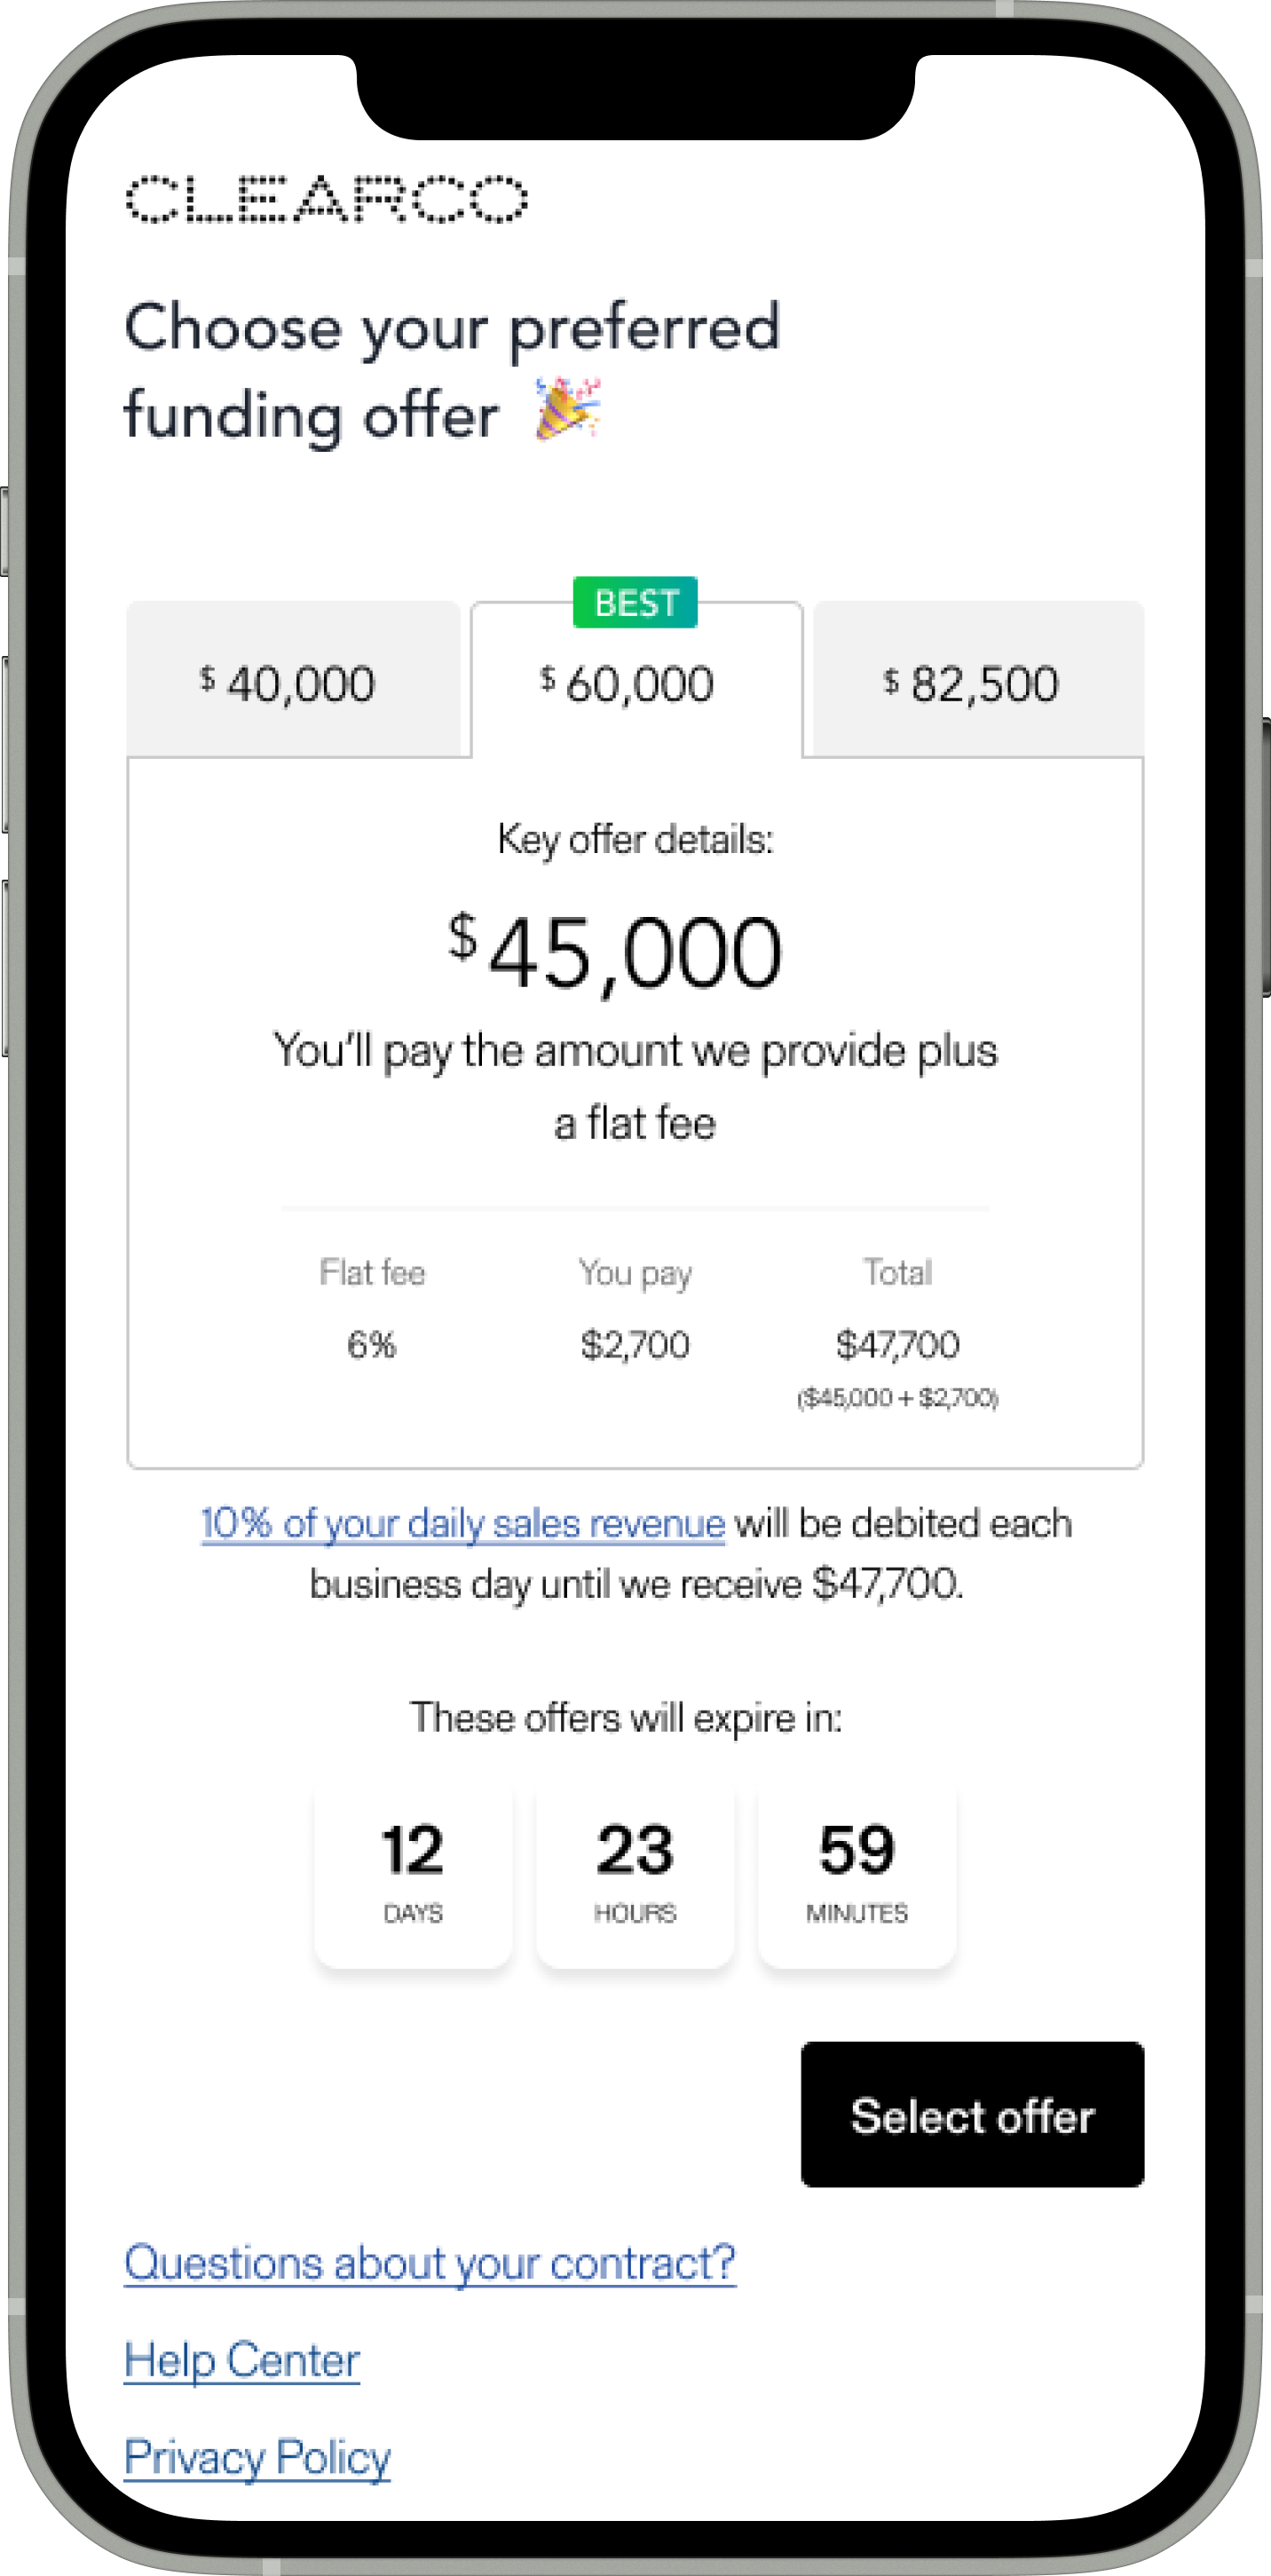 CLEARCO
Choose your preferred
funding offer 🎉
BEST
$ 40,000
$ 60,000
$ 82,500
Key offer details:
$45,000
You'll pay the amount we provide plus
a flat fee
Flat fee
You pay
Total
6%
$2,700
$47,700
($45,000 + $2,700)
10% of your daily sales revenue will be debited each
business day until we receive $47,700.
These offers will expire in:
12
23
59
DAYS
HOURS
MINUTES
Select offer
Questions about your contract?
Help Center
Privacy Policy